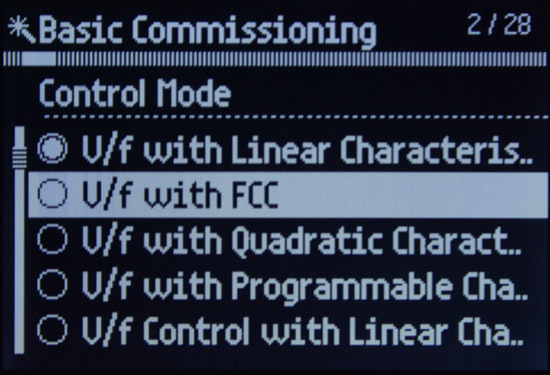 Basic Commissioning 2/28
Control Mode
U/f with Linear Characteris..
U/f with FCC
U/f with Quadratic Charact..
U/f with Programmable Cha..
U/f Control with Linear Cha..